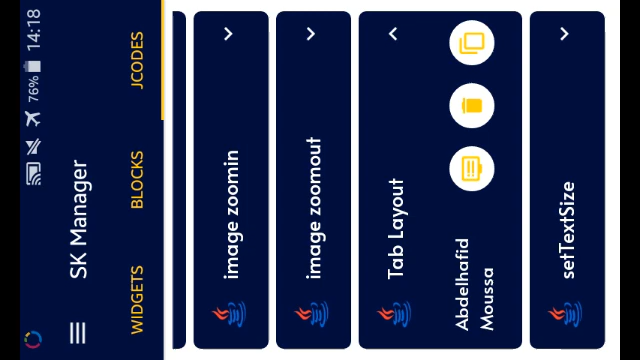 76% 14:18
SK Manager
WIDGETS BLOCKS JCODES
image zoomin
image zoomout
Tab Layout
Abdelhafid
Moussa
setTextSize